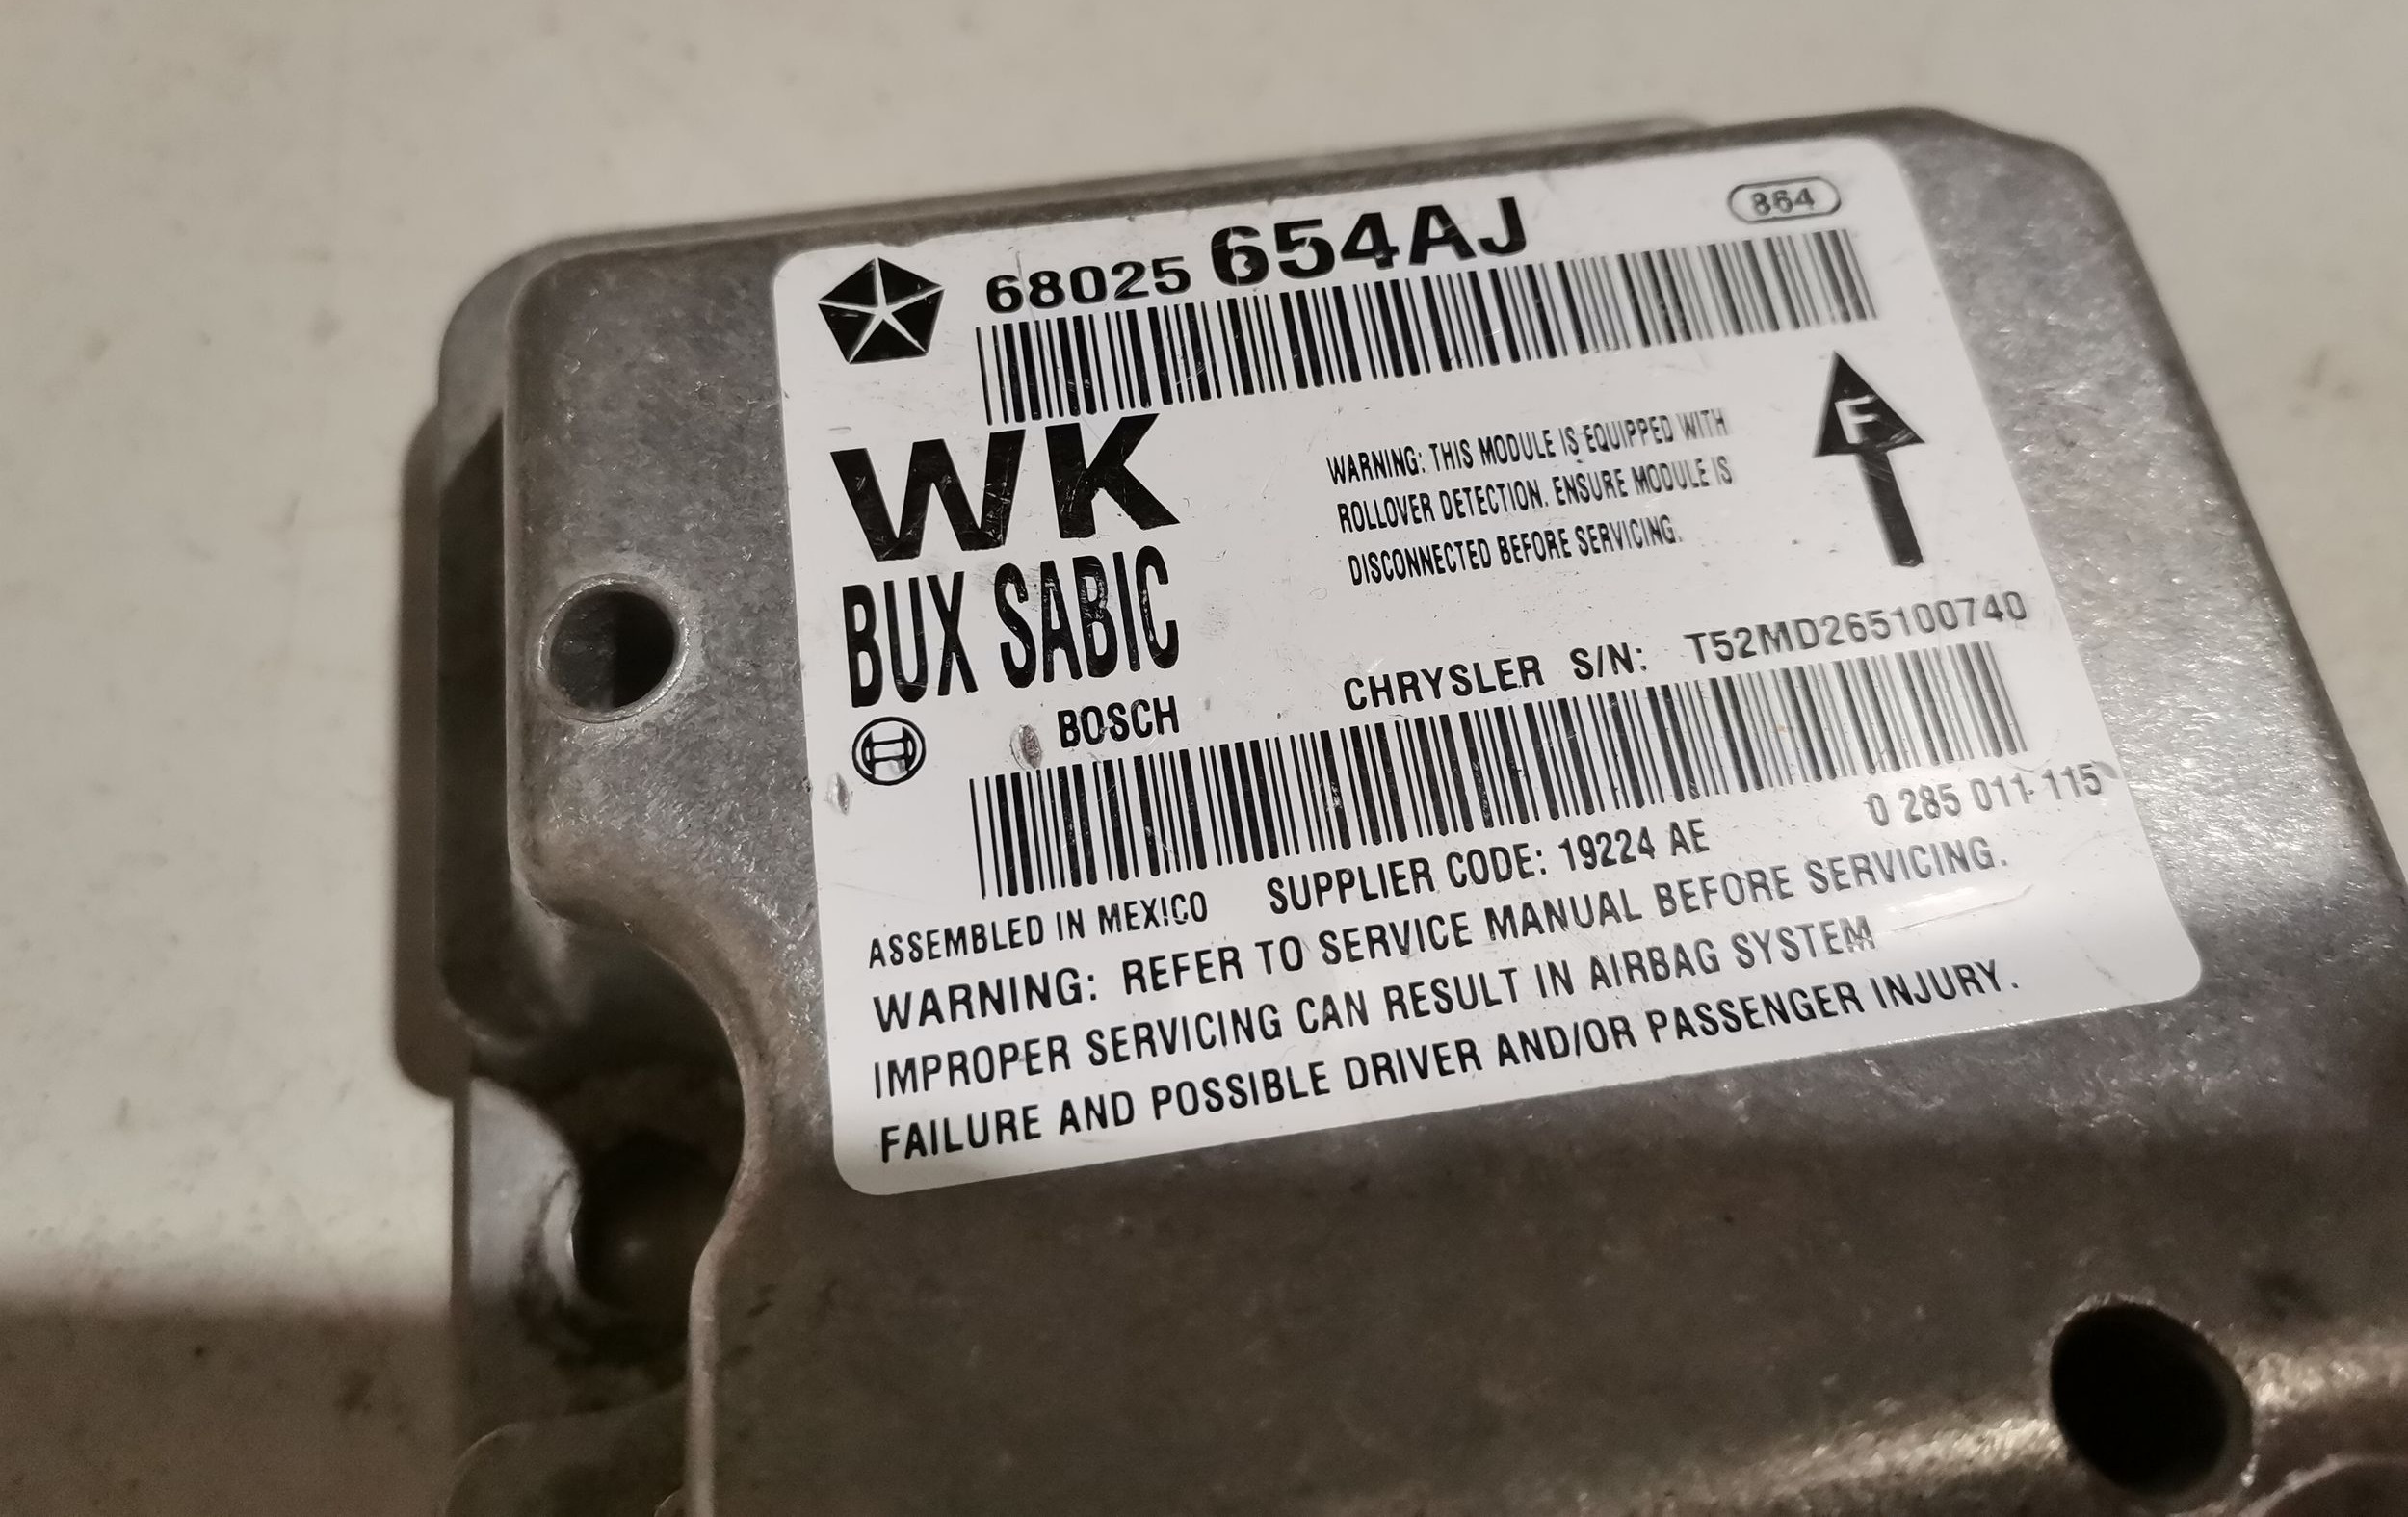 864
68025 654AJ
WK
BUX SABIC
WARNING: THIS MODULE IS EQUIPPED WITH
ROLLOVER DETECTION. ENSURE MODULE IS
DISCONNECTED BEFORE SERVICING.
F
BOSCH
CHRYSLER S/N: T52MD265100740
0 285 011 115
ASSEMBLED IN MEXICO SUPPLIER CODE: 19224 AE
WARNING: REFER TO SERVICE MANUAL BEFORE SERVICING.
IMPROPER SERVICING CAN RESULT IN AIRBAG SYSTEM
FAILURE AND POSSIBLE DRIVER AND/OR PASSENGER INJURY.